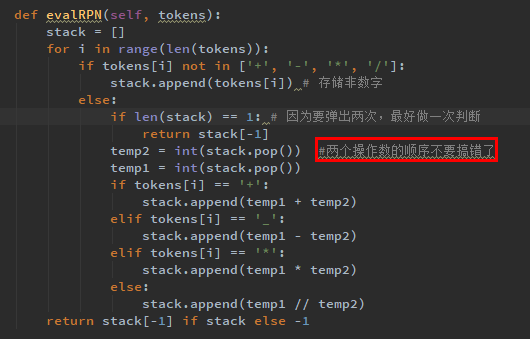 def evalRPN(self, tokens):
    stack = []
    for i in range(len(tokens)):
        if tokens[i] not in ['+', '-', '*', '/']:
            stack.append(tokens[i]) # 存储非数字
        else:
            if len(stack) == 1: # 因为要弹出两次，最好做一次判断
                return stack[-1]
            temp2 = int(stack.pop())  #两个操作数的顺序不要搞错了
            temp1 = int(stack.pop())
            if tokens[i] == '+':
                stack.append(temp1 + temp2)
            elif tokens[i] == '_':
                stack.append(temp1 - temp2)
            elif tokens[i] == '*':
                stack.append(temp1 * temp2)
            else:
                stack.append(temp1 // temp2)
    return stack[-1] if stack else -1